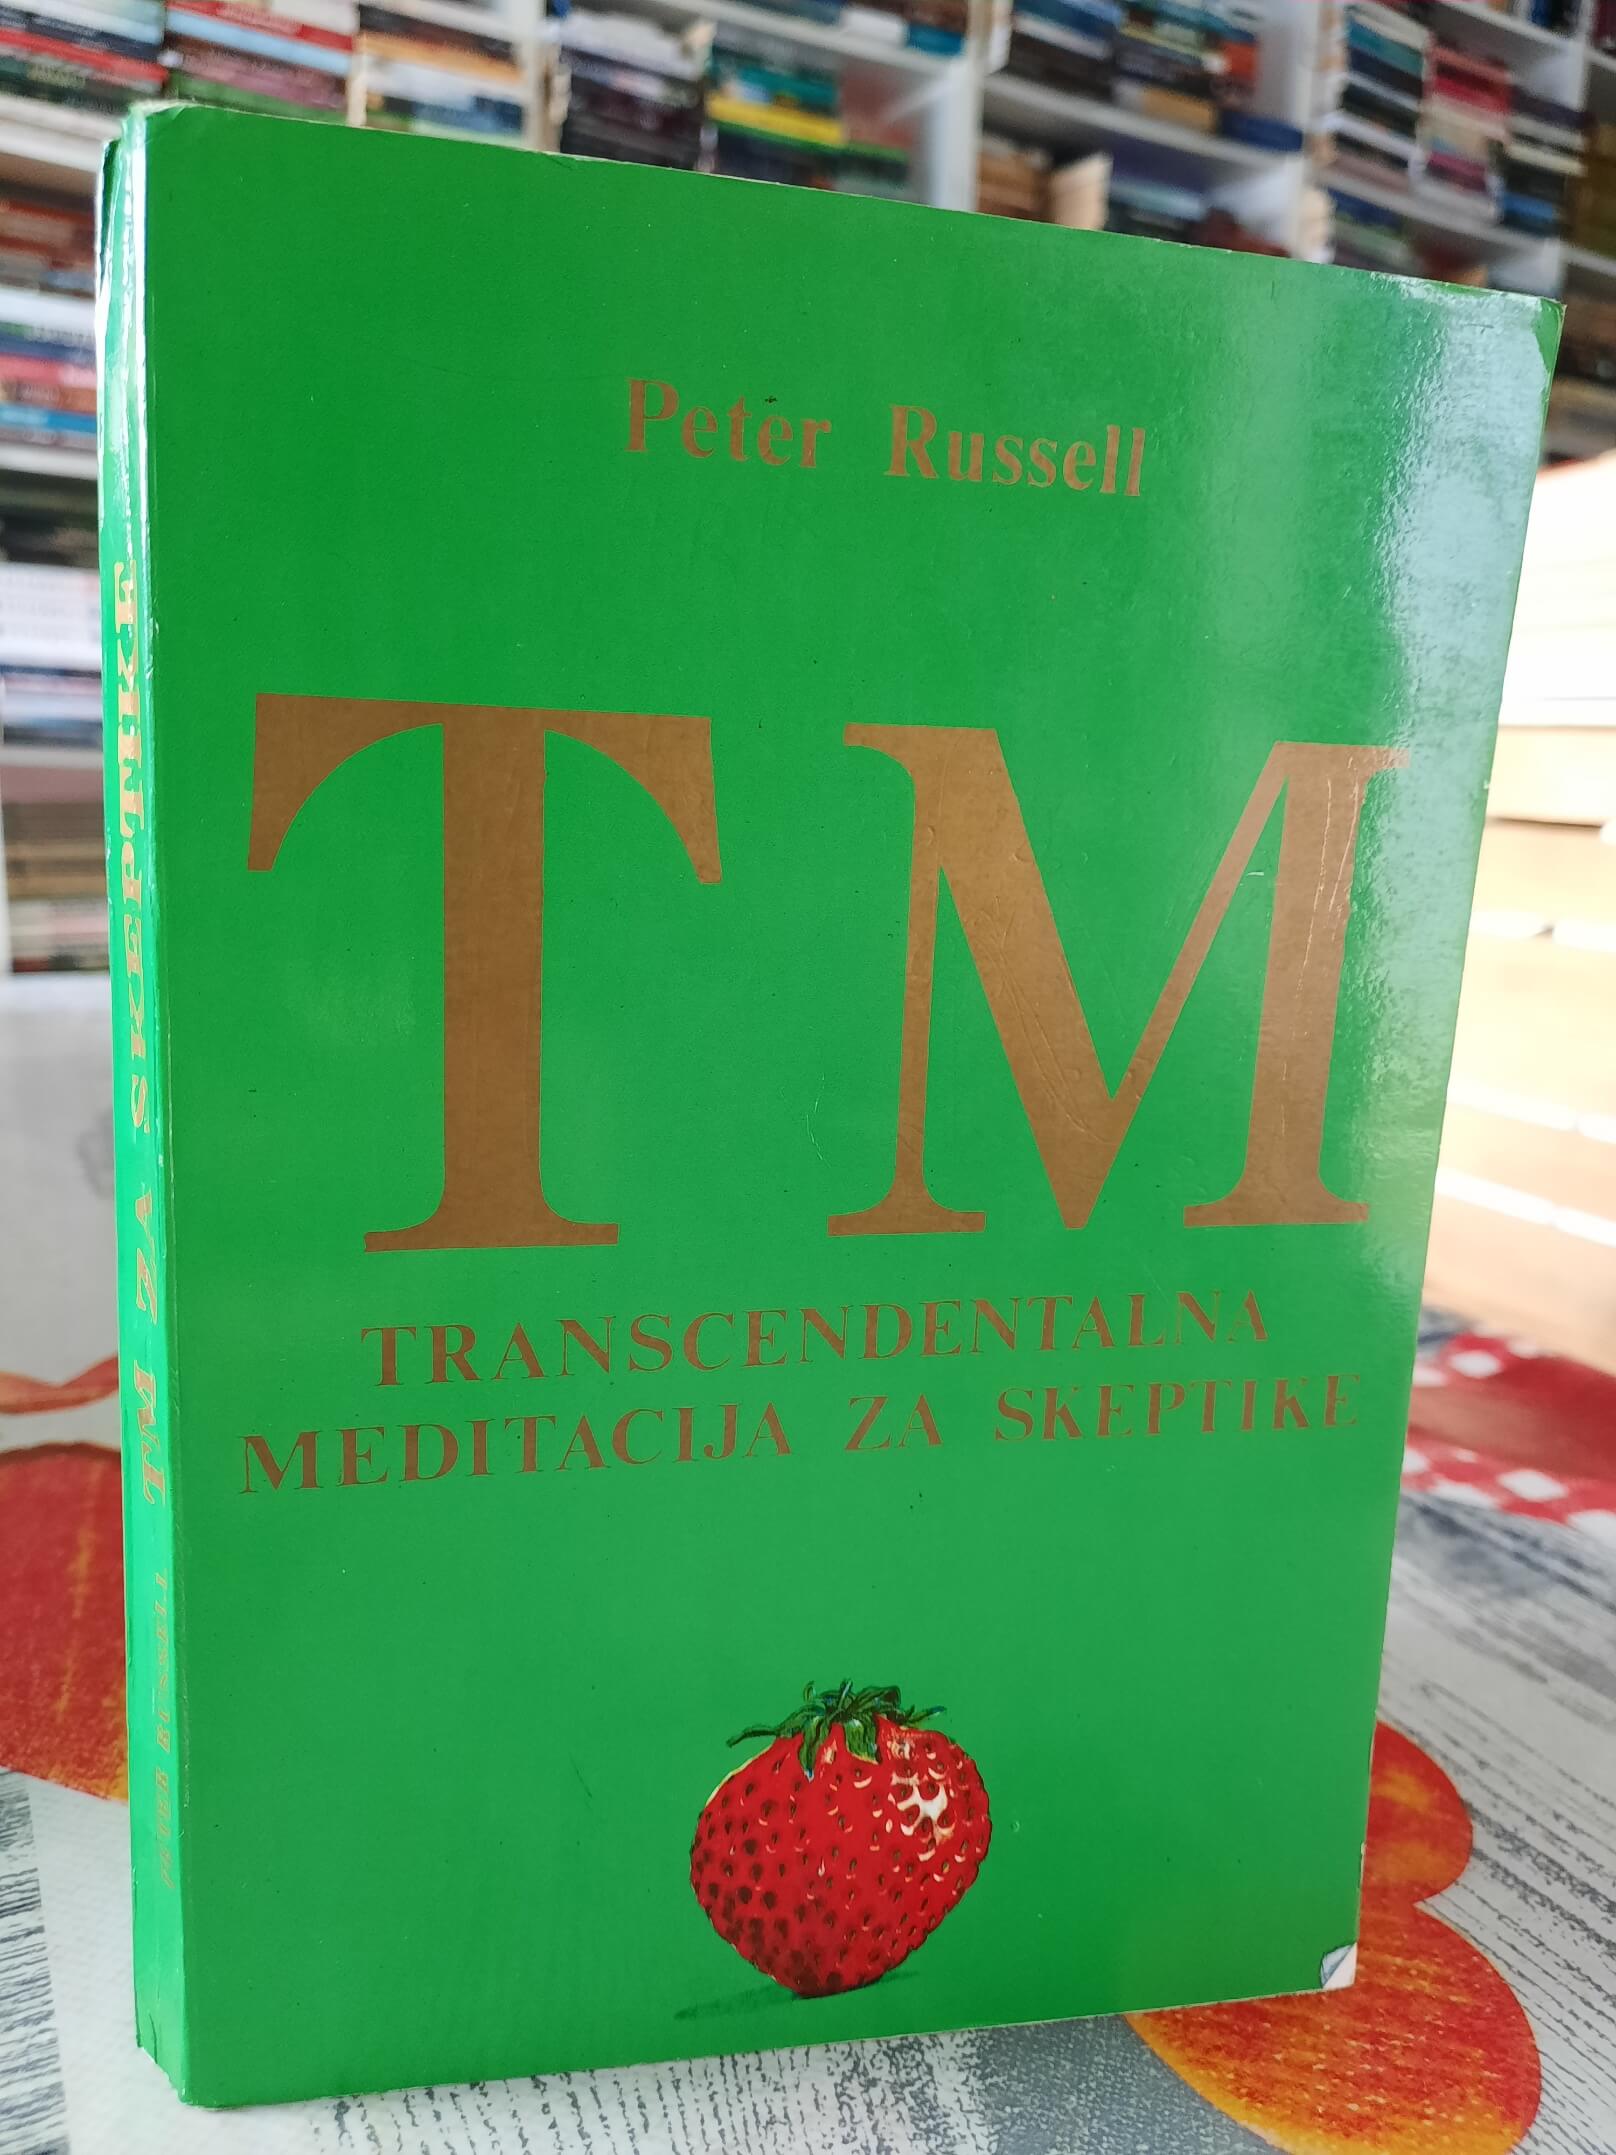 Peter Russell
TM
TRANSCENDENTALNA
MEDITACIJA ZA SKEPTIKE
PETER RUSSELL TM ZA SKEPTIKE